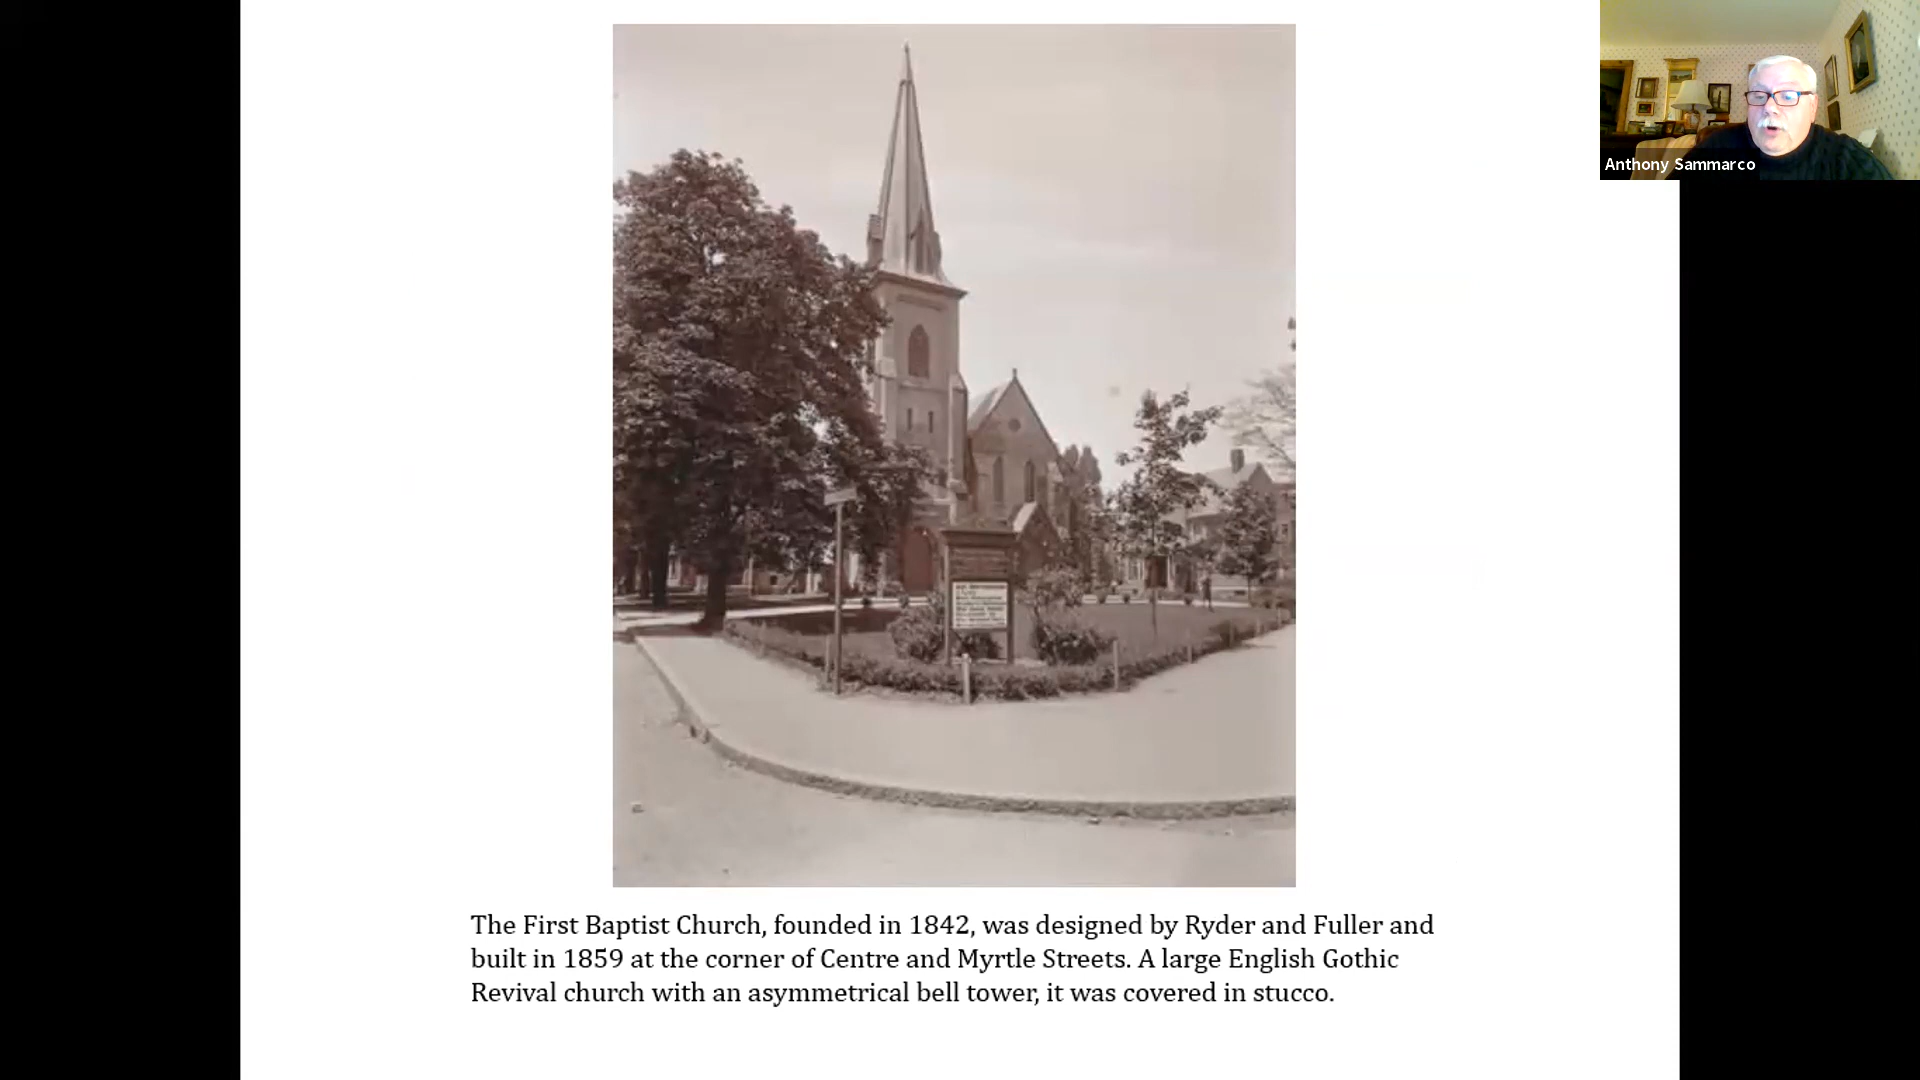 Anthony Sammarco
The First Baptist Church, founded in 1842, was designed by Ryder and Fuller and
built in 1859 at the corner of Centre and Myrtle Streets. A large English Gothic
Revival church with an asymmetrical bell tower, it was covered in stucco.